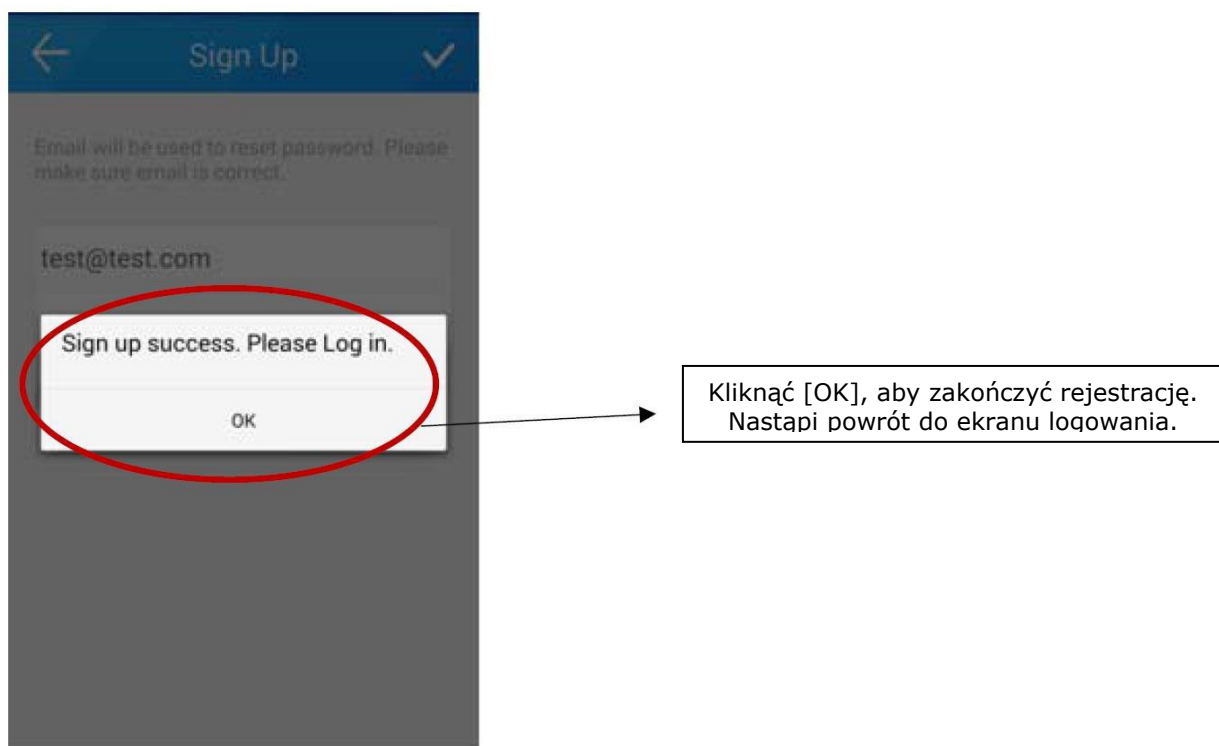 Sign Up
Email will be used to reset password. Please
make sure email is correct.
test@test.com
Sign up success. Please Log in.
OK
Kliknąć [OK], aby zakończyć rejestrację.
Nastąpi powrót do ekranu logowania.